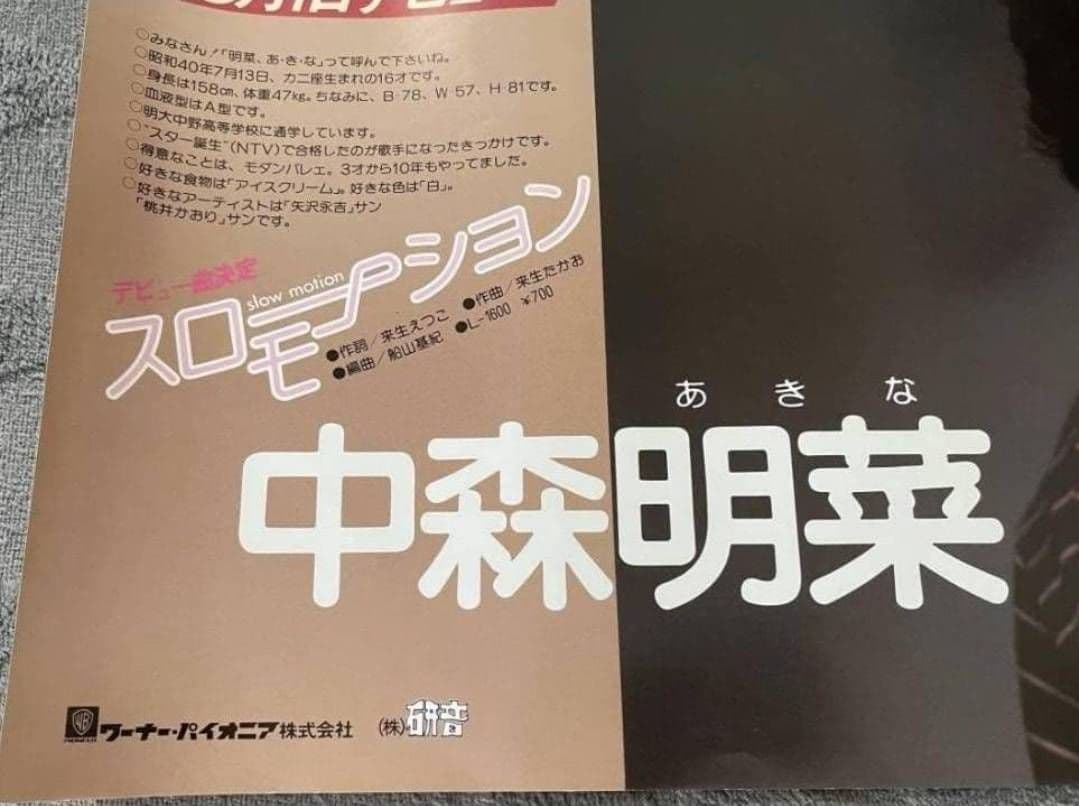 ○みなさん!「明菜、あ・き・な」って呼んで下さいね。
○昭和40年7月13日、カニ座生まれの16才です。
○身長は158cm、体重47kg。ちなみに、B-78、W-57、H-81です。
○血液型はA型です。
○明大中野高等学校に通学しています。
○“スター誕生”(NTV)で合格したのが歌手になったきっかけです。
○得意なことは、モダンバレエ。3才から10年もやってました。
○好きな食物は「アイスクリーム」。好きな色は「白」。
○好きなアーティストは「矢沢永吉」サン
「桃井かおり」サンです。
デビュー曲決定
slow motion
スローモーション
●作詞/来生えつこ ●作曲/来生たかお
●編曲/船山基紀 ●L-1600 ¥700
あきな
中森明菜
WB
PIONEER
ワーナー・パイオニア株式会社 (株)研音